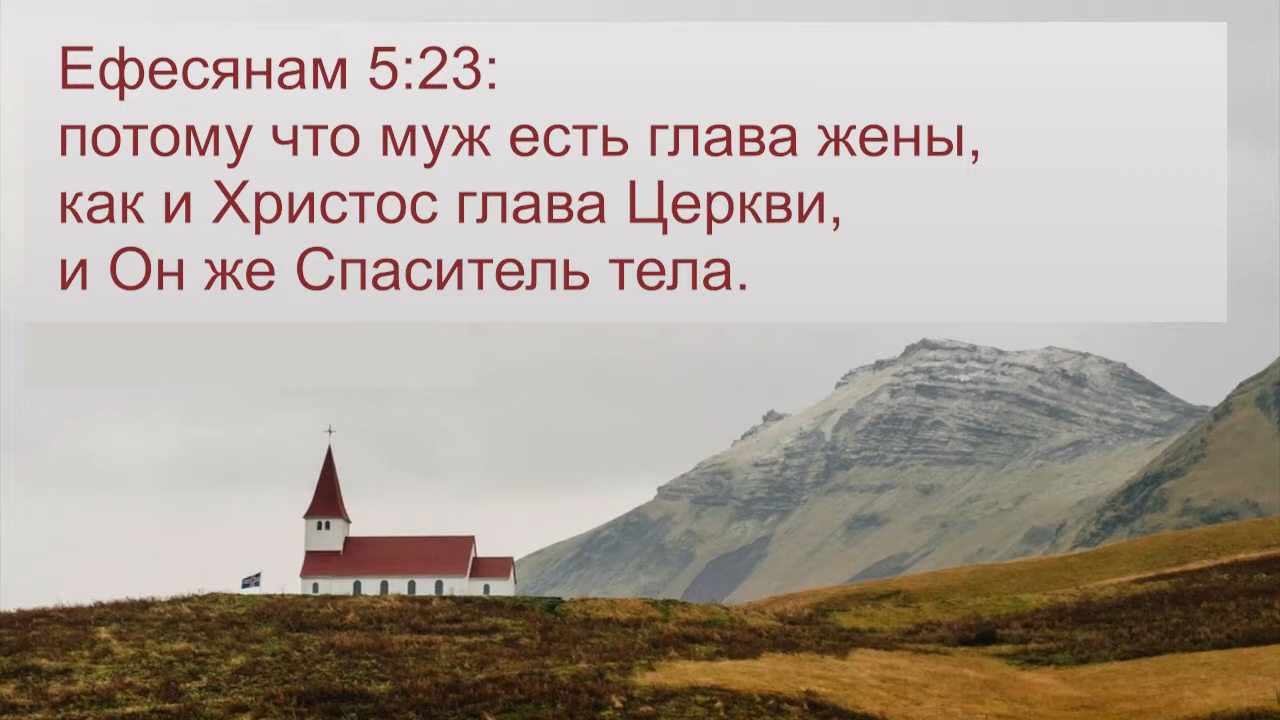 Ефесянам 5:23:
потому что муж есть глава жены,
как и Христос глава Церкви,
и Он же Спаситель тела.